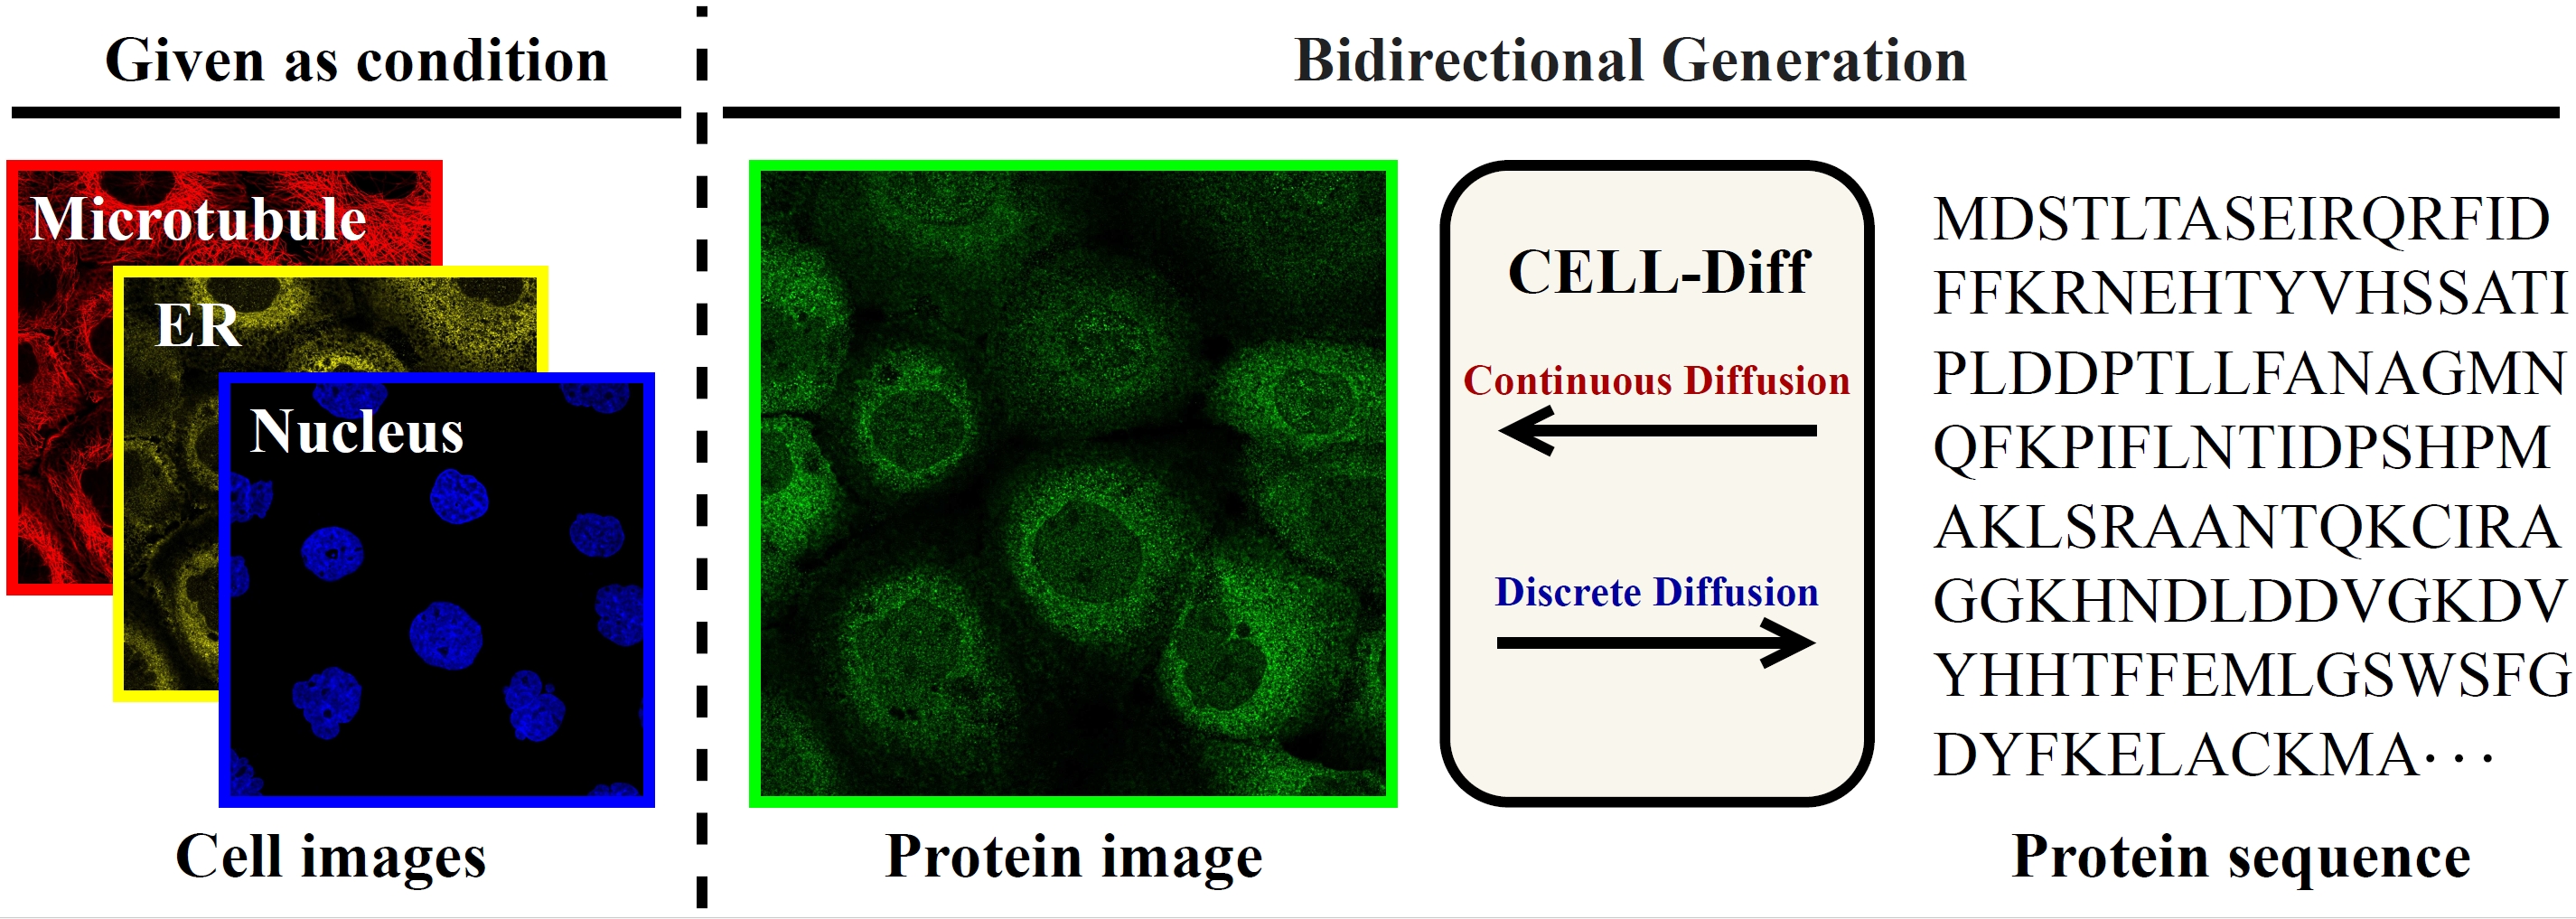 Given as condition
Bidirectional Generation
Microtubule
ER
Nucleus
Cell images
Protein image
CELL-Diff
Continuous Diffusion
Discrete Diffusion
MDSTLTASEIRQRFID
FFKRNEHTYVHSSATI
PLDDPTLLFANAGMN
QFKPIFLNTIDPSHPM
AKLSRAANTQKCIRA
GGKHNDLDDVGKDV
YHHTFFEMLGSWSFG
DYFKELACKMA···
Protein sequence